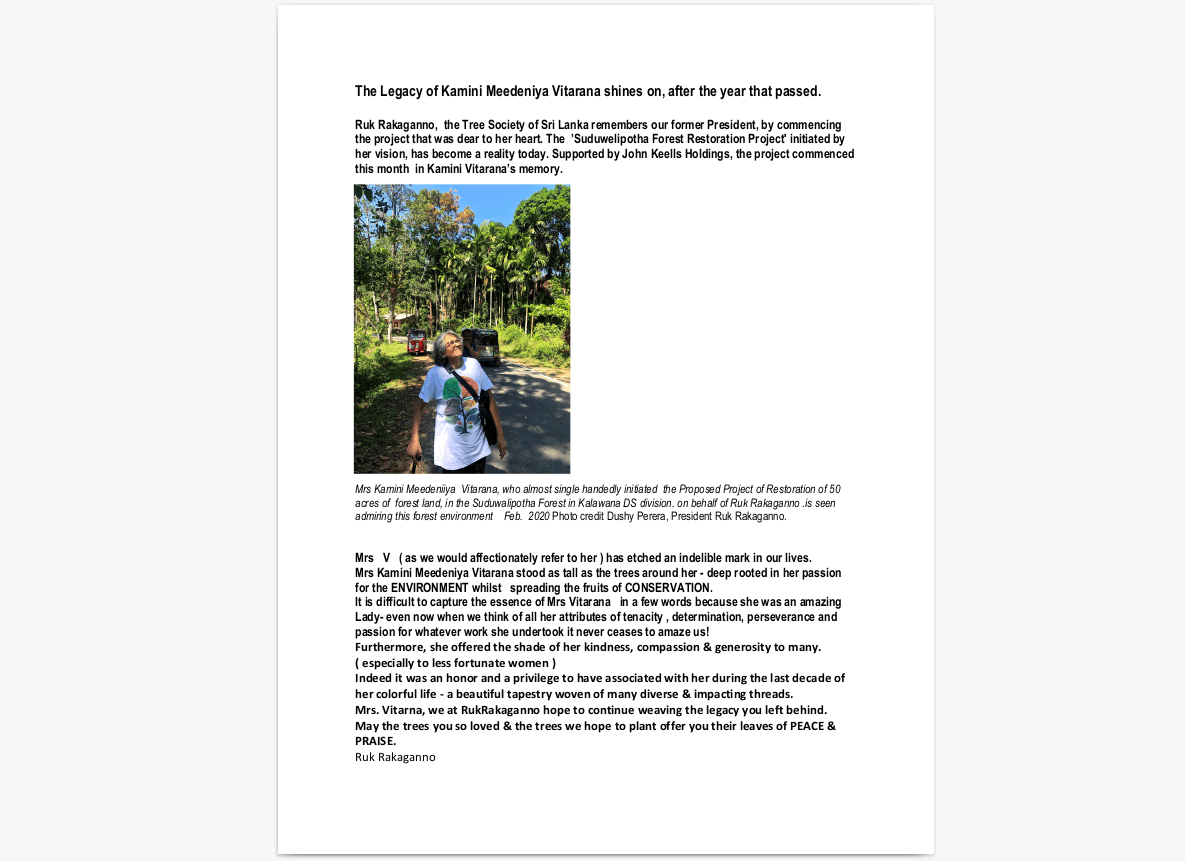 The Legacy of Kamini Meedeniya Vitarana shines on, after the year that passed.
Ruk Rakaganno,  the Tree Society of Sri Lanka remembers our former President, by commencing
the project that was dear to her heart. The  'Suduwelipotha Forest Restoration Project' initiated by
her vision, has become a reality today. Supported by John Keells Holdings, the project commenced
this month  in Kamini Vitarana's memory.
Mrs Kamini Meedeniiya  Vitarana, who almost single handedly initiated  the Proposed Project of Restoration of 50
acres of  forest land, in the Suduwalipotha Forest in Kalawana DS division. on behalf of Ruk Rakaganno .is seen
admiring this forest environment    Feb.  2020 Photo credit Dushy Perera, President Ruk Rakaganno.
Mrs   V   ( as we would affectionately refer to her ) has etched an indelible mark in our lives.
Mrs Kamini Meedeniya Vitarana stood as tall as the trees around her - deep rooted in her passion
for the ENVIRONMENT whilst   spreading the fruits of CONSERVATION.
It is difficult to capture the essence of Mrs Vitarana   in a few words because she was an amazing
Lady- even now when we think of all her attributes of tenacity , determination, perseverance and
passion for whatever work she undertook it never ceases to amaze us!
Furthermore, she offered the shade of her kindness, compassion & generosity to many.
( especially to less fortunate women )
Indeed it was an honor and a privilege to have associated with her during the last decade of
her colorful life - a beautiful tapestry woven of many diverse & impacting threads.
Mrs. Vitarna, we at RukRakaganno hope to continue weaving the legacy you left behind.
May the trees you so loved & the trees we hope to plant offer you their leaves of PEACE &
PRAISE.
Ruk Rakaganno